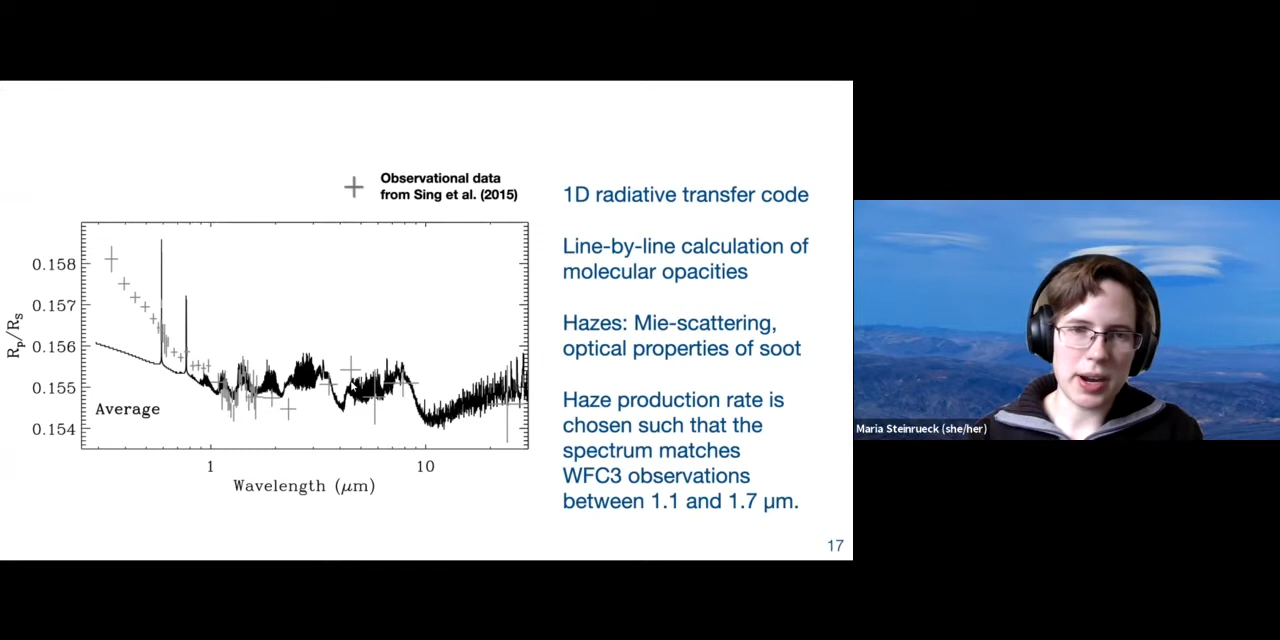 Observational data
from Sing et al. (2015)
0.158
0.157
0.156
0.155
0.154
Rp/RS
Average
1
10
Wavelength (μm)
1D radiative transfer code
Line-by-line calculation of
molecular opacities
Hazes: Mie-scattering,
optical properties of soot
Haze production rate is
chosen such that the
spectrum matches
WFC3 observations
between 1.1 and 1.7 µm.
17
Maria Steinrueck (she/her)